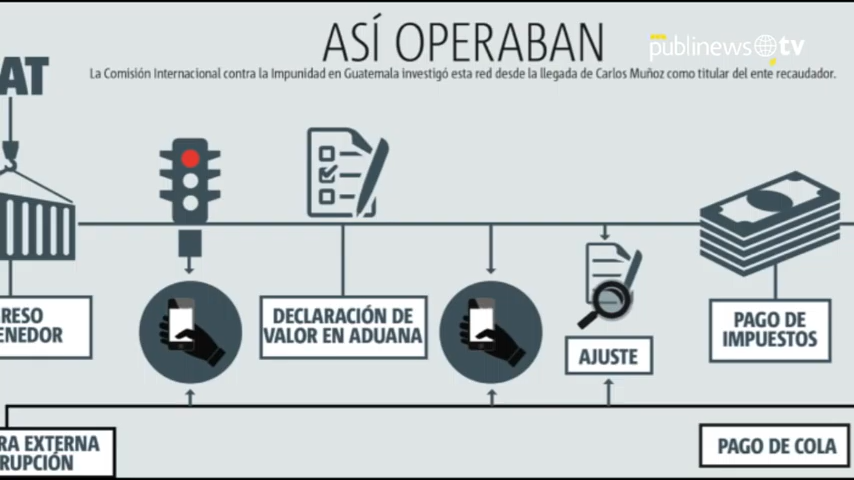 ASÍ OPERABAN
publinews tv
La Comisión Internacional contra la Impunidad en Guatemala investigó esta red desde la llegada de Carlos Muñoz como titular del ente recaudador.
AT
RESO
ENEDOR
DECLARACIÓN DE
VALOR EN ADUANA
AJUSTE
PAGO DE
IMPUESTOS
RA EXTERNA
RUPCIÓN
PAGO DE COLA